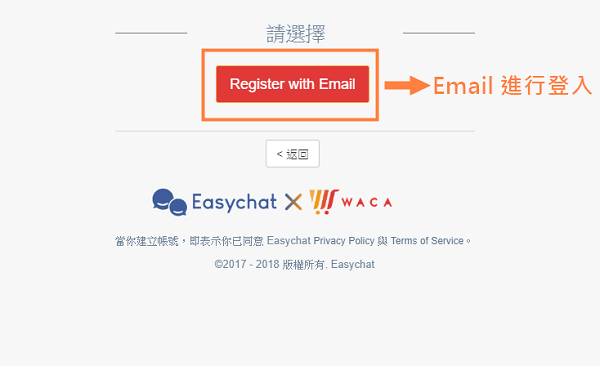 請選擇
Register with Email
Email 進行登入
< 返回
Easychat X WACA
當你建立帳號，即表示你已同意 Easychat Privacy Policy 與 Terms of Service。
©2017 - 2018 版權所有. Easychat